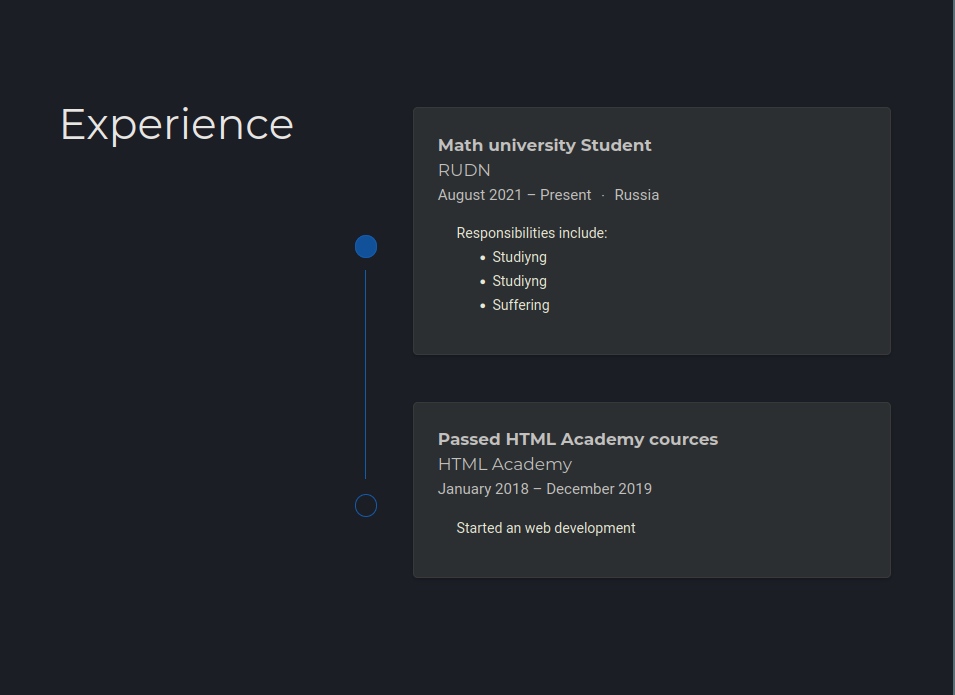 Experience
Math university Student
RUDN
August 2021 – Present · Russia
Responsibilities include:
• Studiyng
• Studiyng
• Suffering
Passed HTML Academy cources
HTML Academy
January 2018 – December 2019
Started an web development